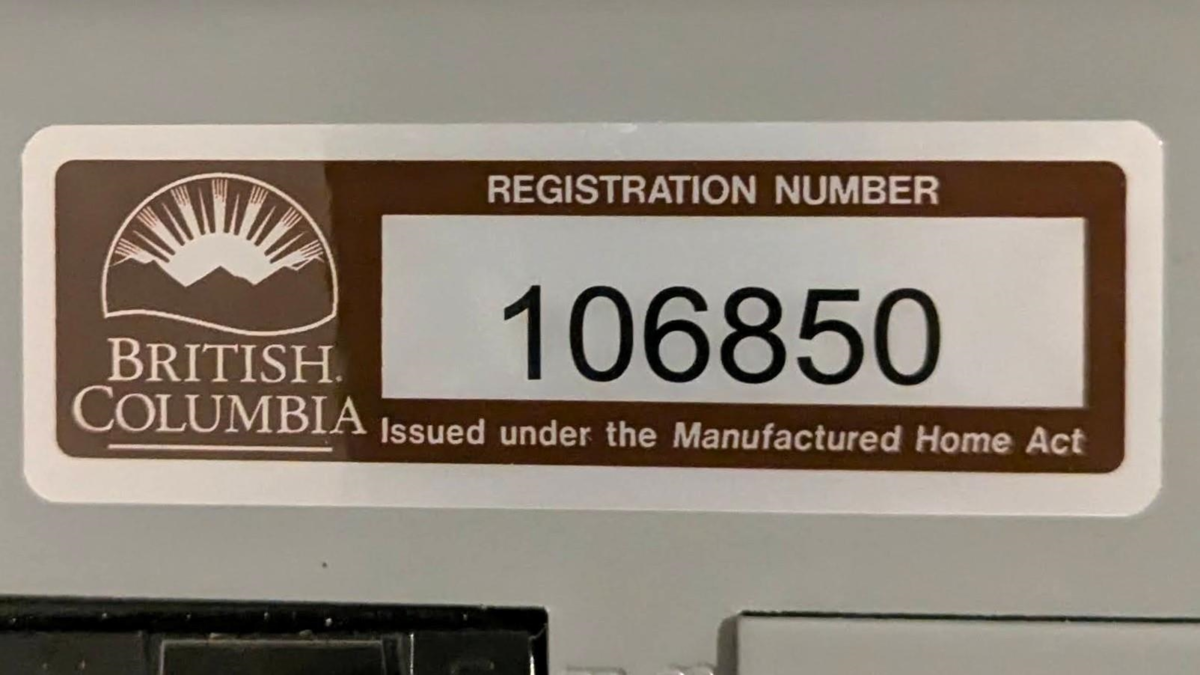 REGISTRATION NUMBER
106850
BRITISH
COLUMBIA
Issued under the Manufactured Home Act